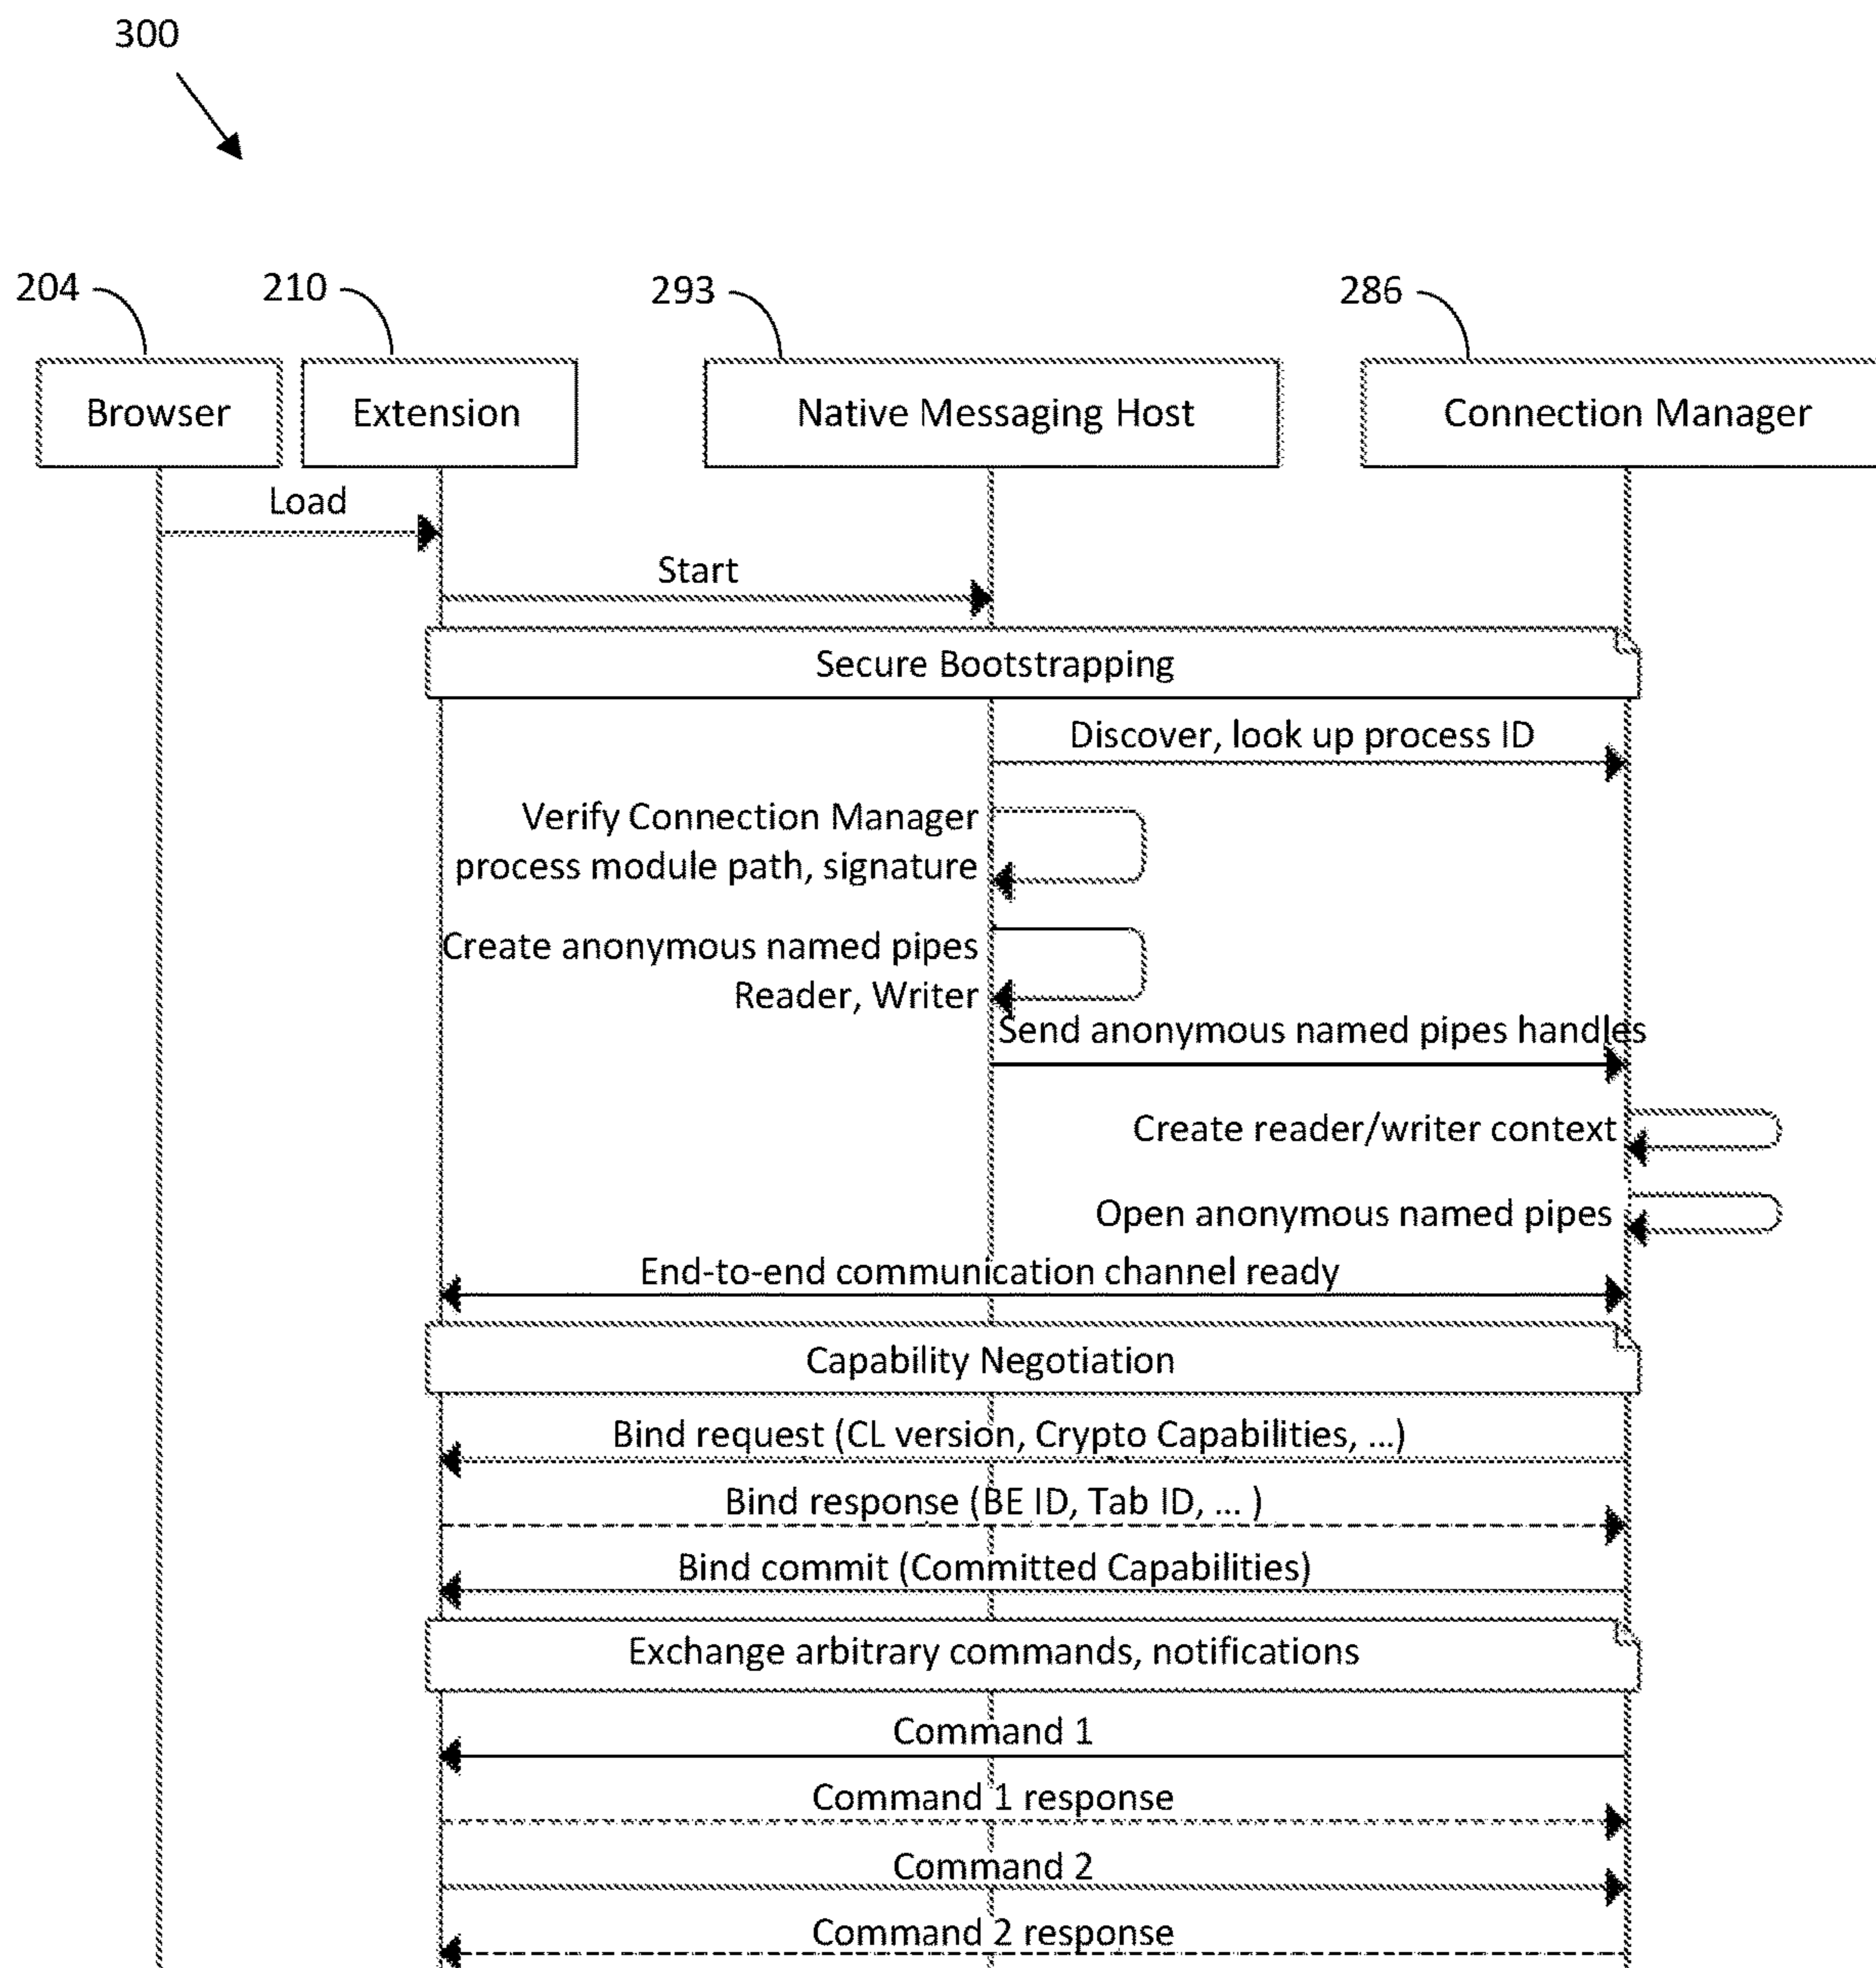 300
204
210
293
286
Browser
Extension
Native Messaging Host
Connection Manager
Load
Start
Secure Bootstrapping
Discover, look up process ID
Verify Connection Manager
process module path, signature
Create anonymous named pipes
Reader, Writer
Send anonymous named pipes handles
Create reader/writer context
Open anonymous named pipes
End-to-end communication channel ready
Capability Negotiation
Bind request (CL version, Crypto Capabilities, ...)
Bind response (BE ID, Tab ID, ... )
Bind commit (Committed Capabilities)
Exchange arbitrary commands, notifications
Command 1
Command 1 response
Command 2
Command 2 response